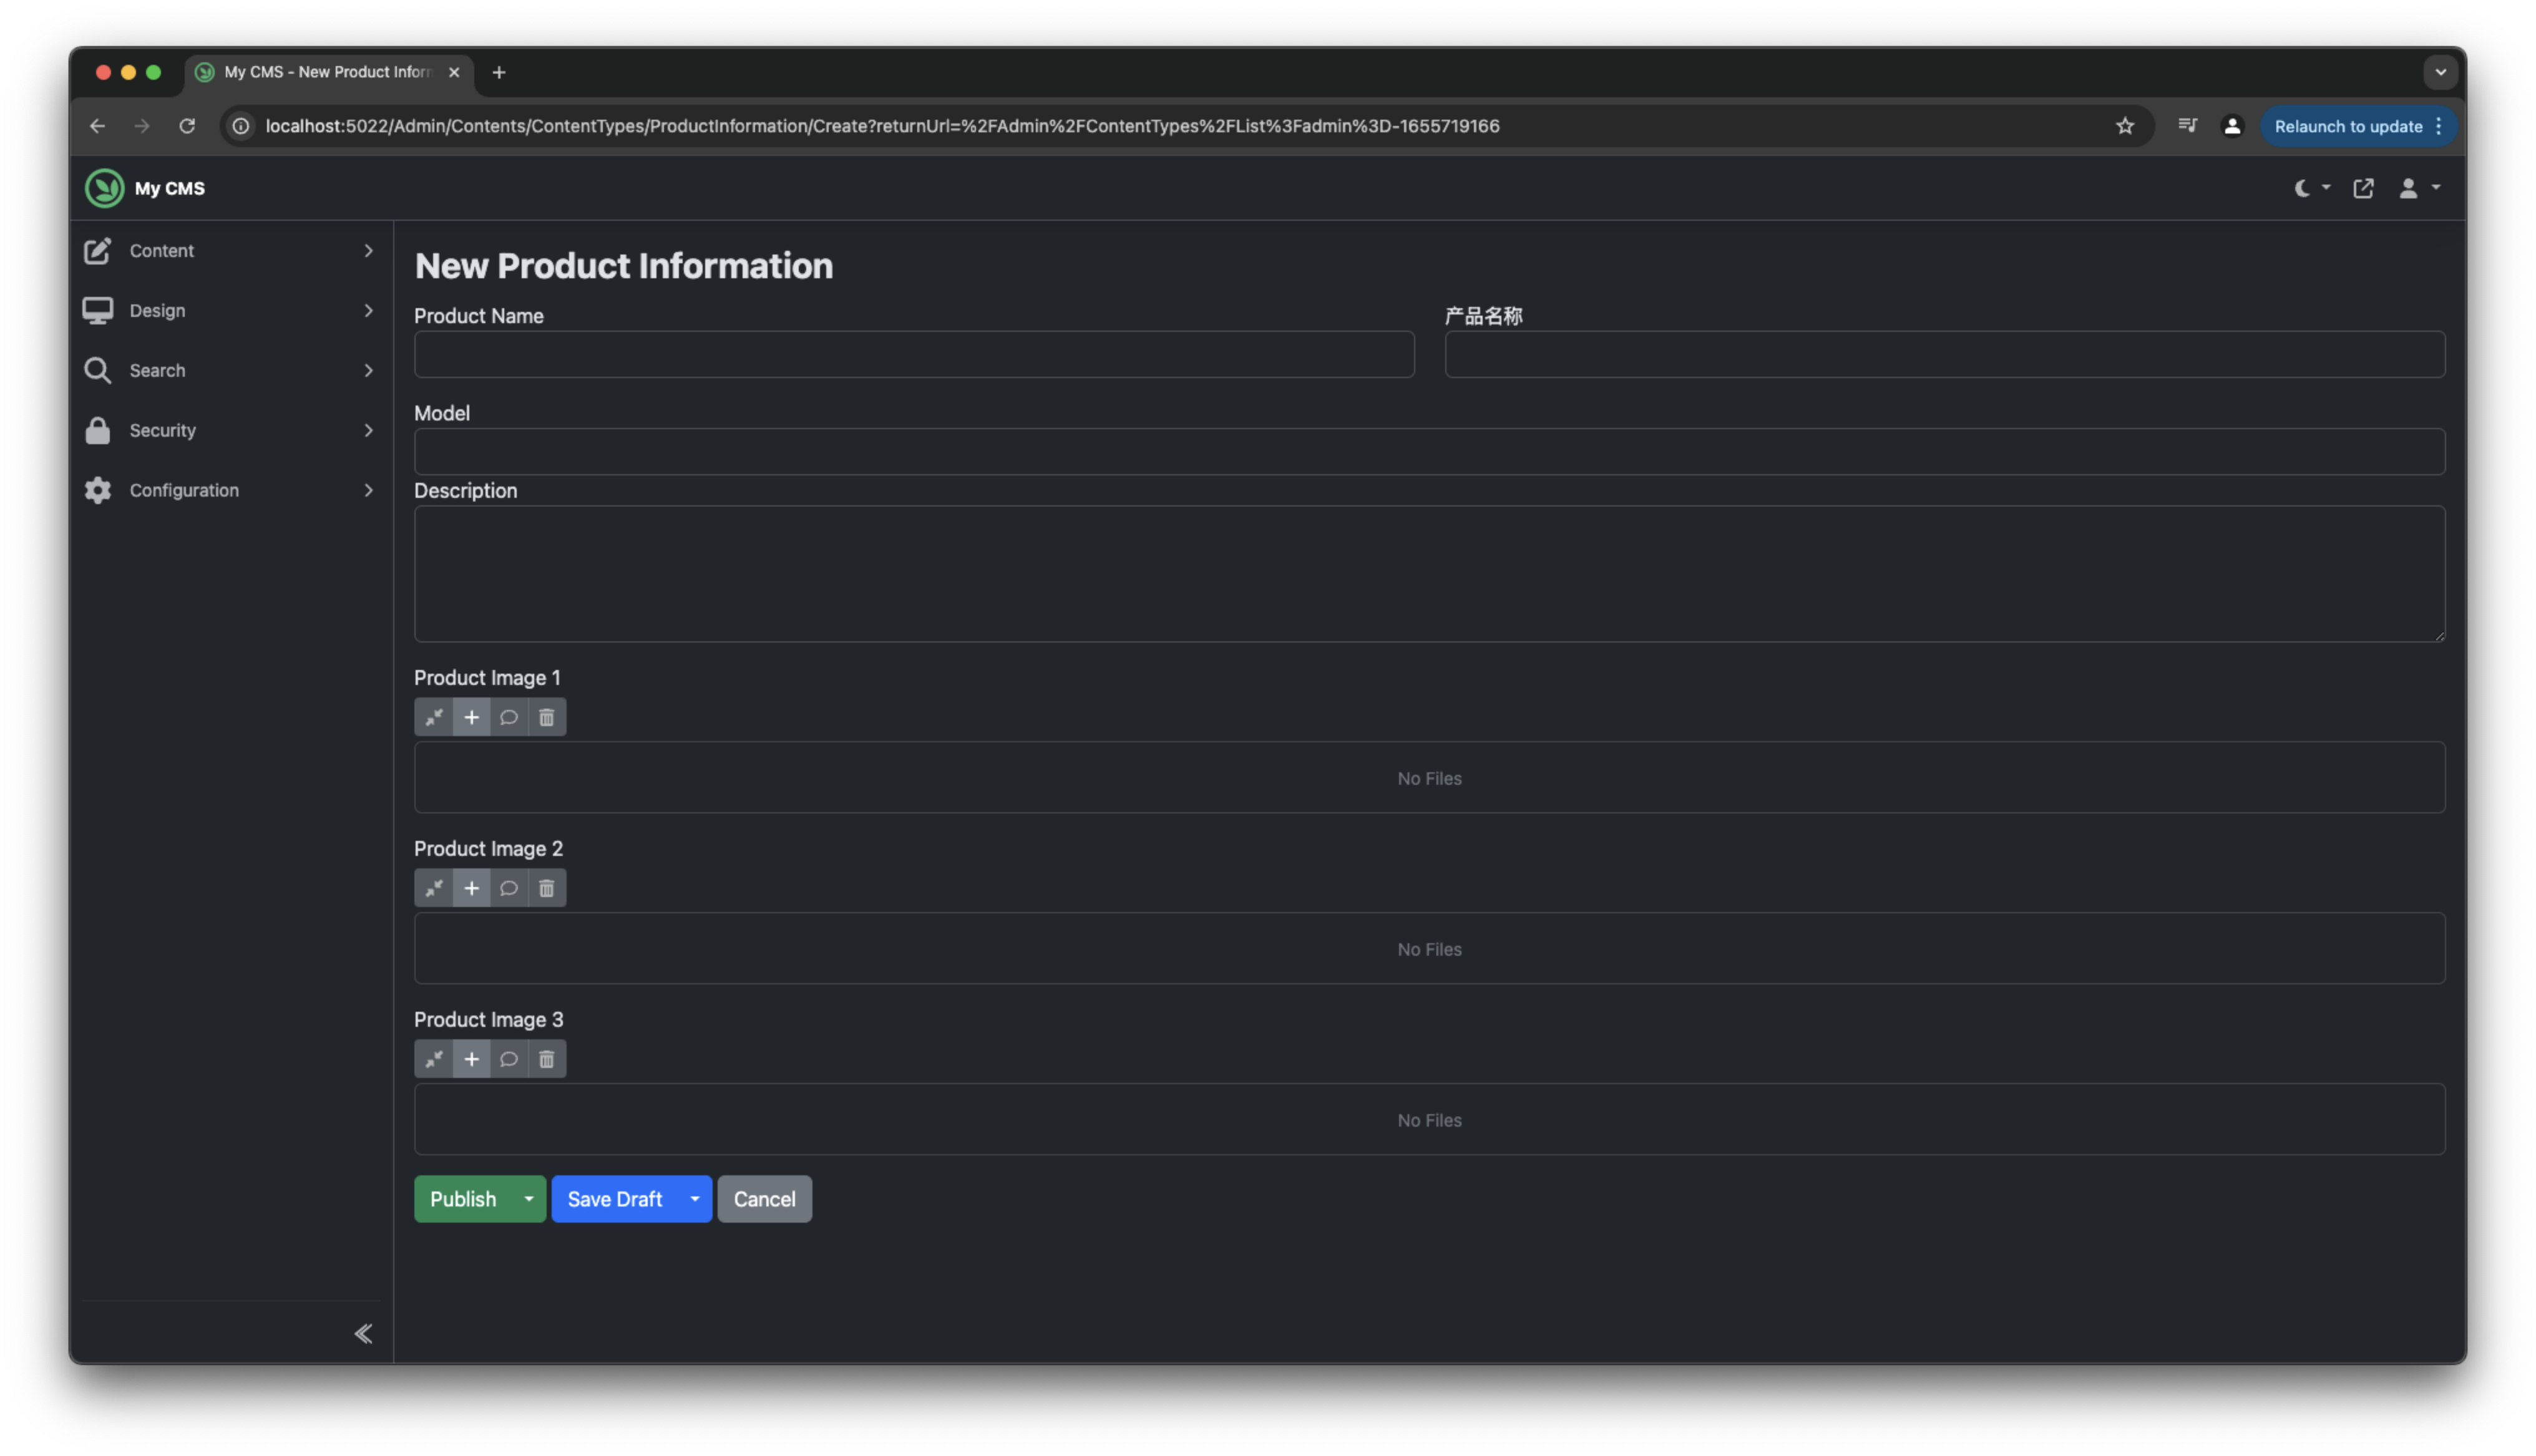 My CMS - New Product Inforn
localhost:5022/Admin/Contents/ContentTypes/ProductInformation/Create?returnUrl=%2FAdmin%2FContentTypes%2FList%3Fadmin%3D-1655719166
Relaunch to update
My CMS
Content
Design
Search
Security
Configuration
New Product Information
Product Name
产品名称
Model
Description
Product Image 1
No Files
Product Image 2
No Files
Product Image 3
No Files
Publish
Save Draft
Cancel